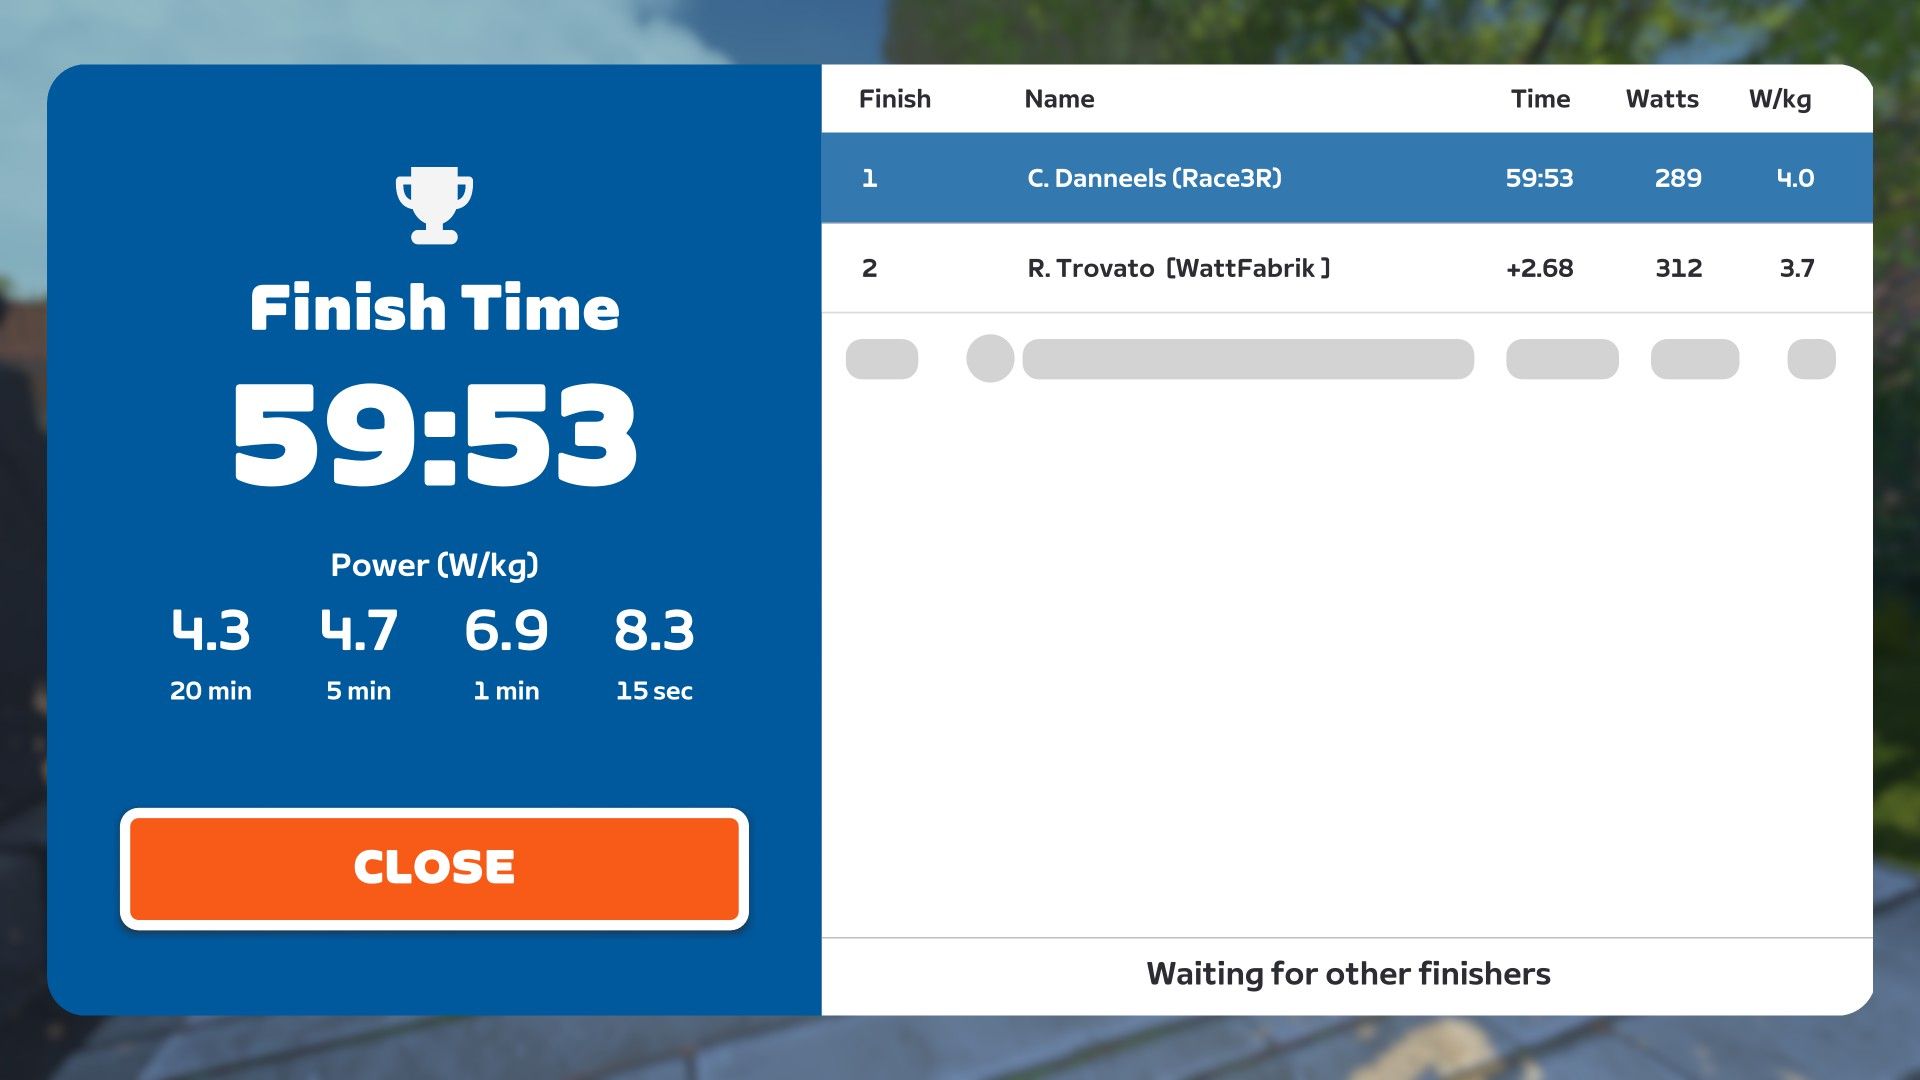 Finish Time
59:53
Power (W/kg)
4.3 4.7 6.9 8.3
20 min 5 min 1 min 15 sec
CLOSE
Finish Name Time Watts W/kg
1 C. Danneels (Race3R) 59:53 289 4.0
2 R. Trovato [WattFabrik ] +2.68 312 3.7
Waiting for other finishers